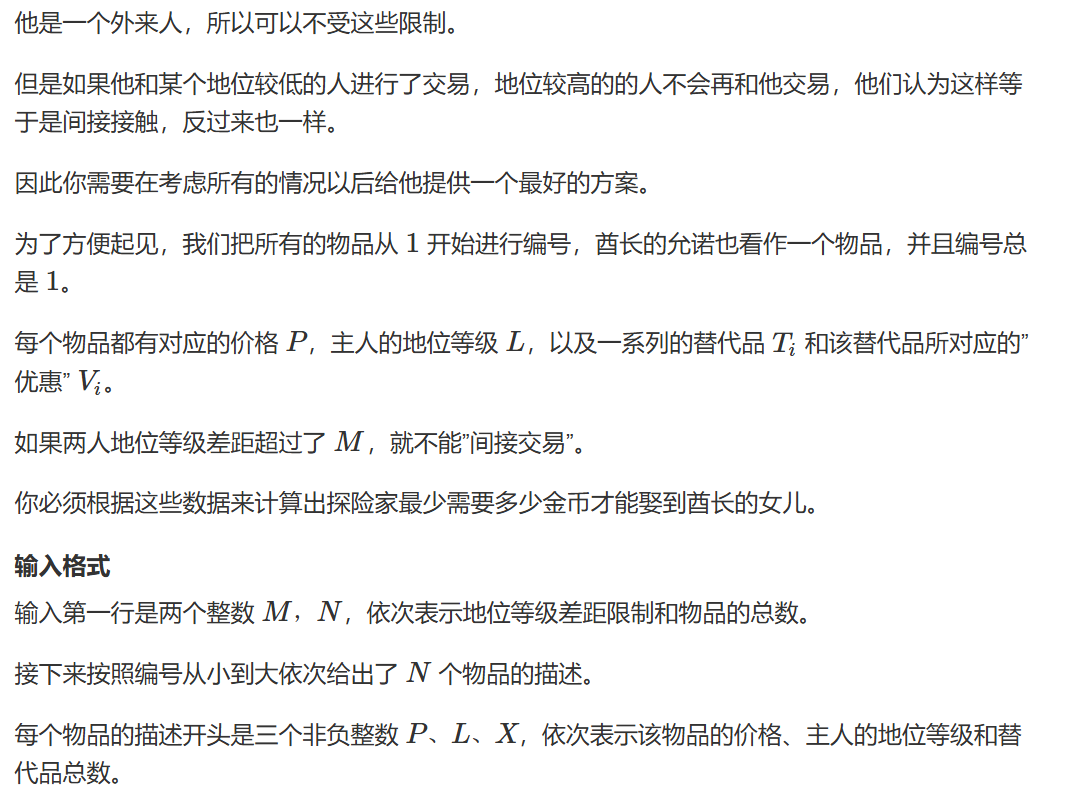 他是一个外来人，所以可以不受这些限制。
但是如果他和某个地位较低的人进行了交易，地位较高的的人不会再和他交易，他们认为这样等
于是间接接触，反过来也一样。
因此你需要在考虑所有的情况以后给他提供一个最好的方案。
为了方便起见，我们把所有的物品从 1 开始进行编号，酋长的允诺也看作一个物品，并且编号总
是 1。
每个物品都有对应的价格 P，主人的地位等级 L，以及一系列的替代品 Ti 和该替代品所对应的”
优惠” Vi。
如果两人地位等级差距超过了 M，就不能”间接交易”。
你必须根据这些数据来计算出探险家最少需要多少金币才能娶到酋长的女儿。
输入格式
输入第一行是两个整数 M，N，依次表示地位等级差距限制和物品的总数。
接下来按照编号从小到大依次给出了 N 个物品的描述。
每个物品的描述开头是三个非负整数 P、L、X，依次表示该物品的价格、主人的地位等级和替
代品总数。